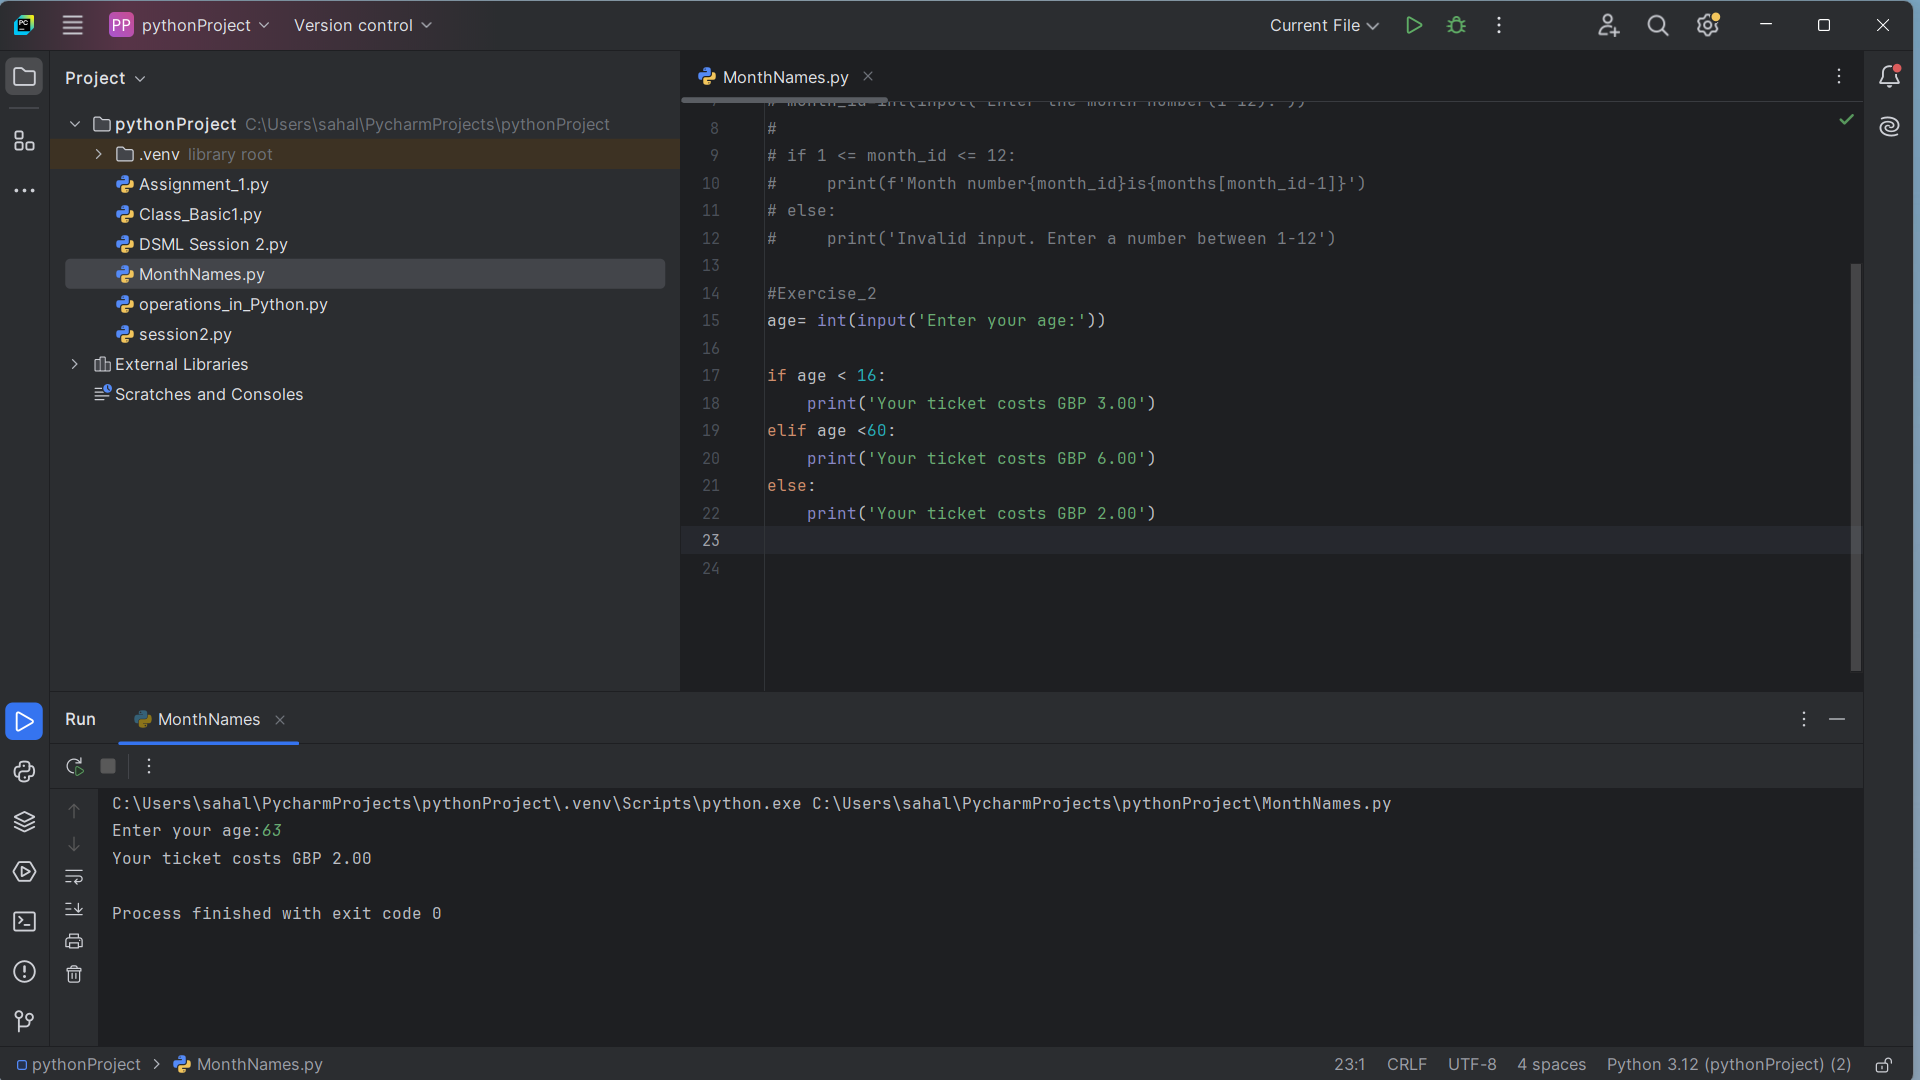 PP pythonProject Version control Current File
Project
MonthNames.py
pythonProject C:\Users\sahal\PycharmProjects\pythonProject
.venv library root
Assignment_1.py
Class_Basic1.py
DSML Session 2.py
MonthNames.py
operations_in_Python.py
session2.py
External Libraries
Scratches and Consoles
8 #
9 # if 1 <= month_id <= 12:
10 #     print(f'Month number{month_id}is{months[month_id-1]}')
11 # else:
12 #     print('Invalid input. Enter a number between 1-12')
13
14 #Exercise_2
15 age= int(input('Enter your age:'))
16
17 if age < 16:
18     print('Your ticket costs GBP 3.00')
19 elif age <60:
20     print('Your ticket costs GBP 6.00')
21 else:
22     print('Your ticket costs GBP 2.00')
23
24
Run MonthNames
C:\Users\sahal\PycharmProjects\pythonProject\.venv\Scripts\python.exe C:\Users\sahal\PycharmProjects\pythonProject\MonthNames.py
Enter your age:63
Your ticket costs GBP 2.00
Process finished with exit code 0
pythonProject > MonthNames.py 23:1 CRLF UTF-8 4 spaces Python 3.12 (pythonProject) (2)